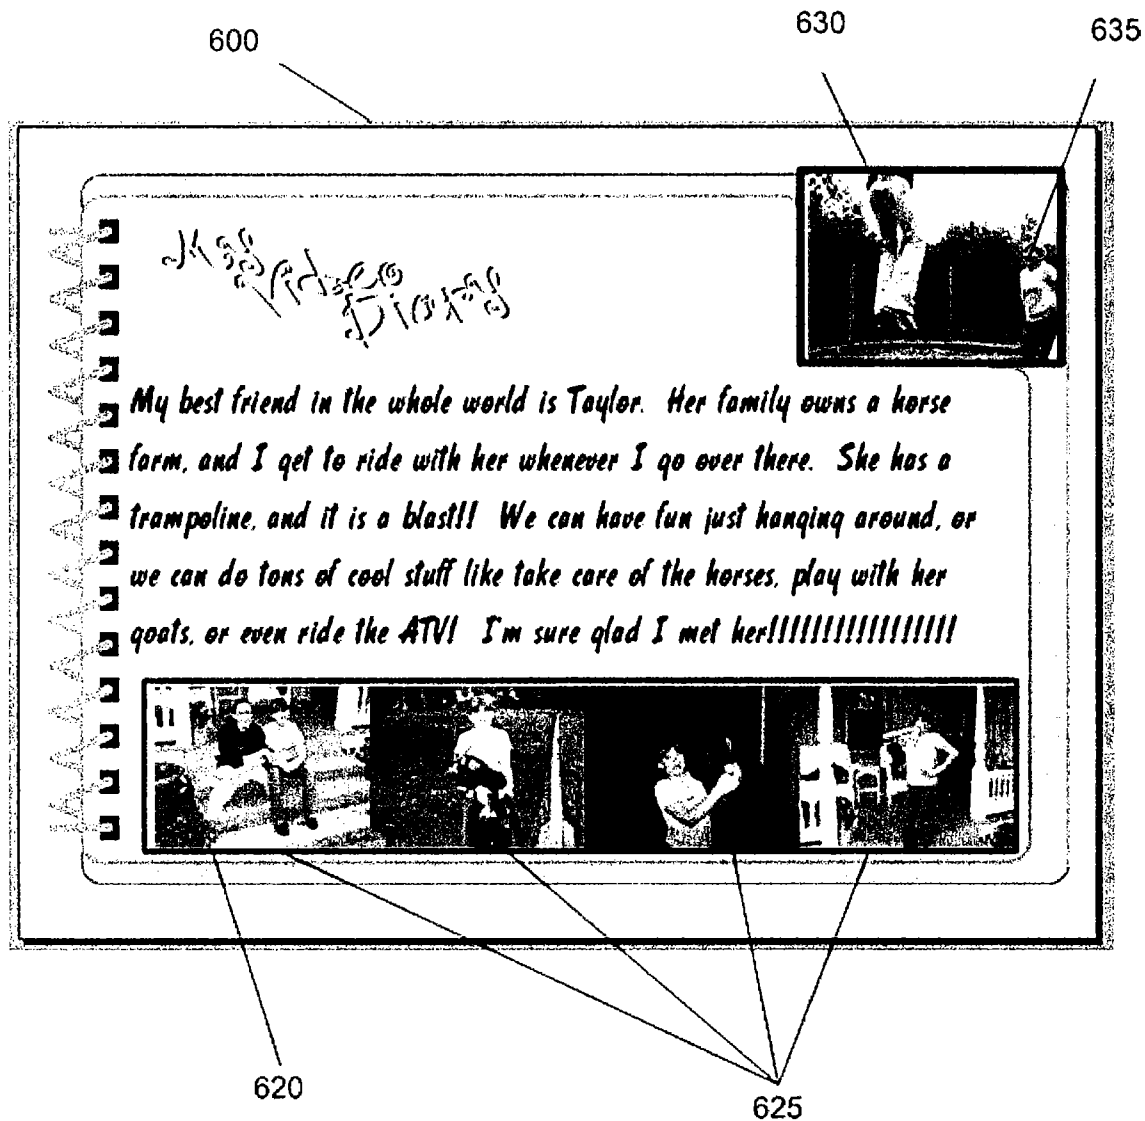 600
630
635
My
Video
Diary
My best friend in the whole world is Taylor. Her family owns a horse
farm, and I get to ride with her whenever I go over there. She has a
trampoline, and it is a blast!! We can have fun just hanging around, or
we can do tons of cool stuff like take care of the horses, play with her
goats, or even ride the ATV! I'm sure glad I met her!!!!!!!!!!!!!!!!!
620
625